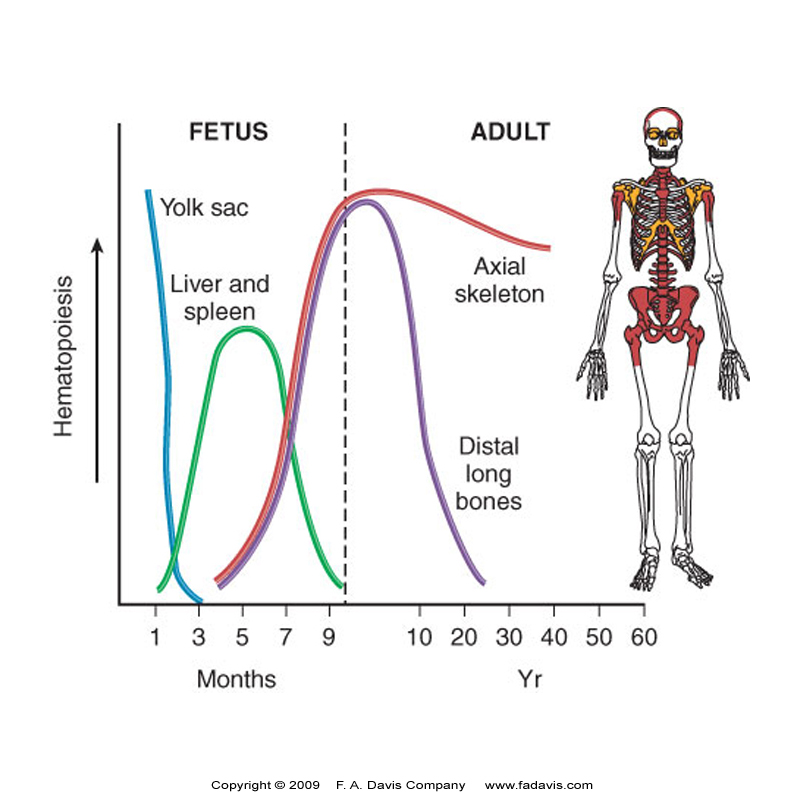 FETUS
ADULT
Yolk sac
Liver and
spleen
Axial
skeleton
Distal
long
bones
Hematopoiesis
1 3 5 7 9 10 20 30 40 50 60
Months Yr
Copyright © 2009 F. A. Davis Company www.fadavis.com